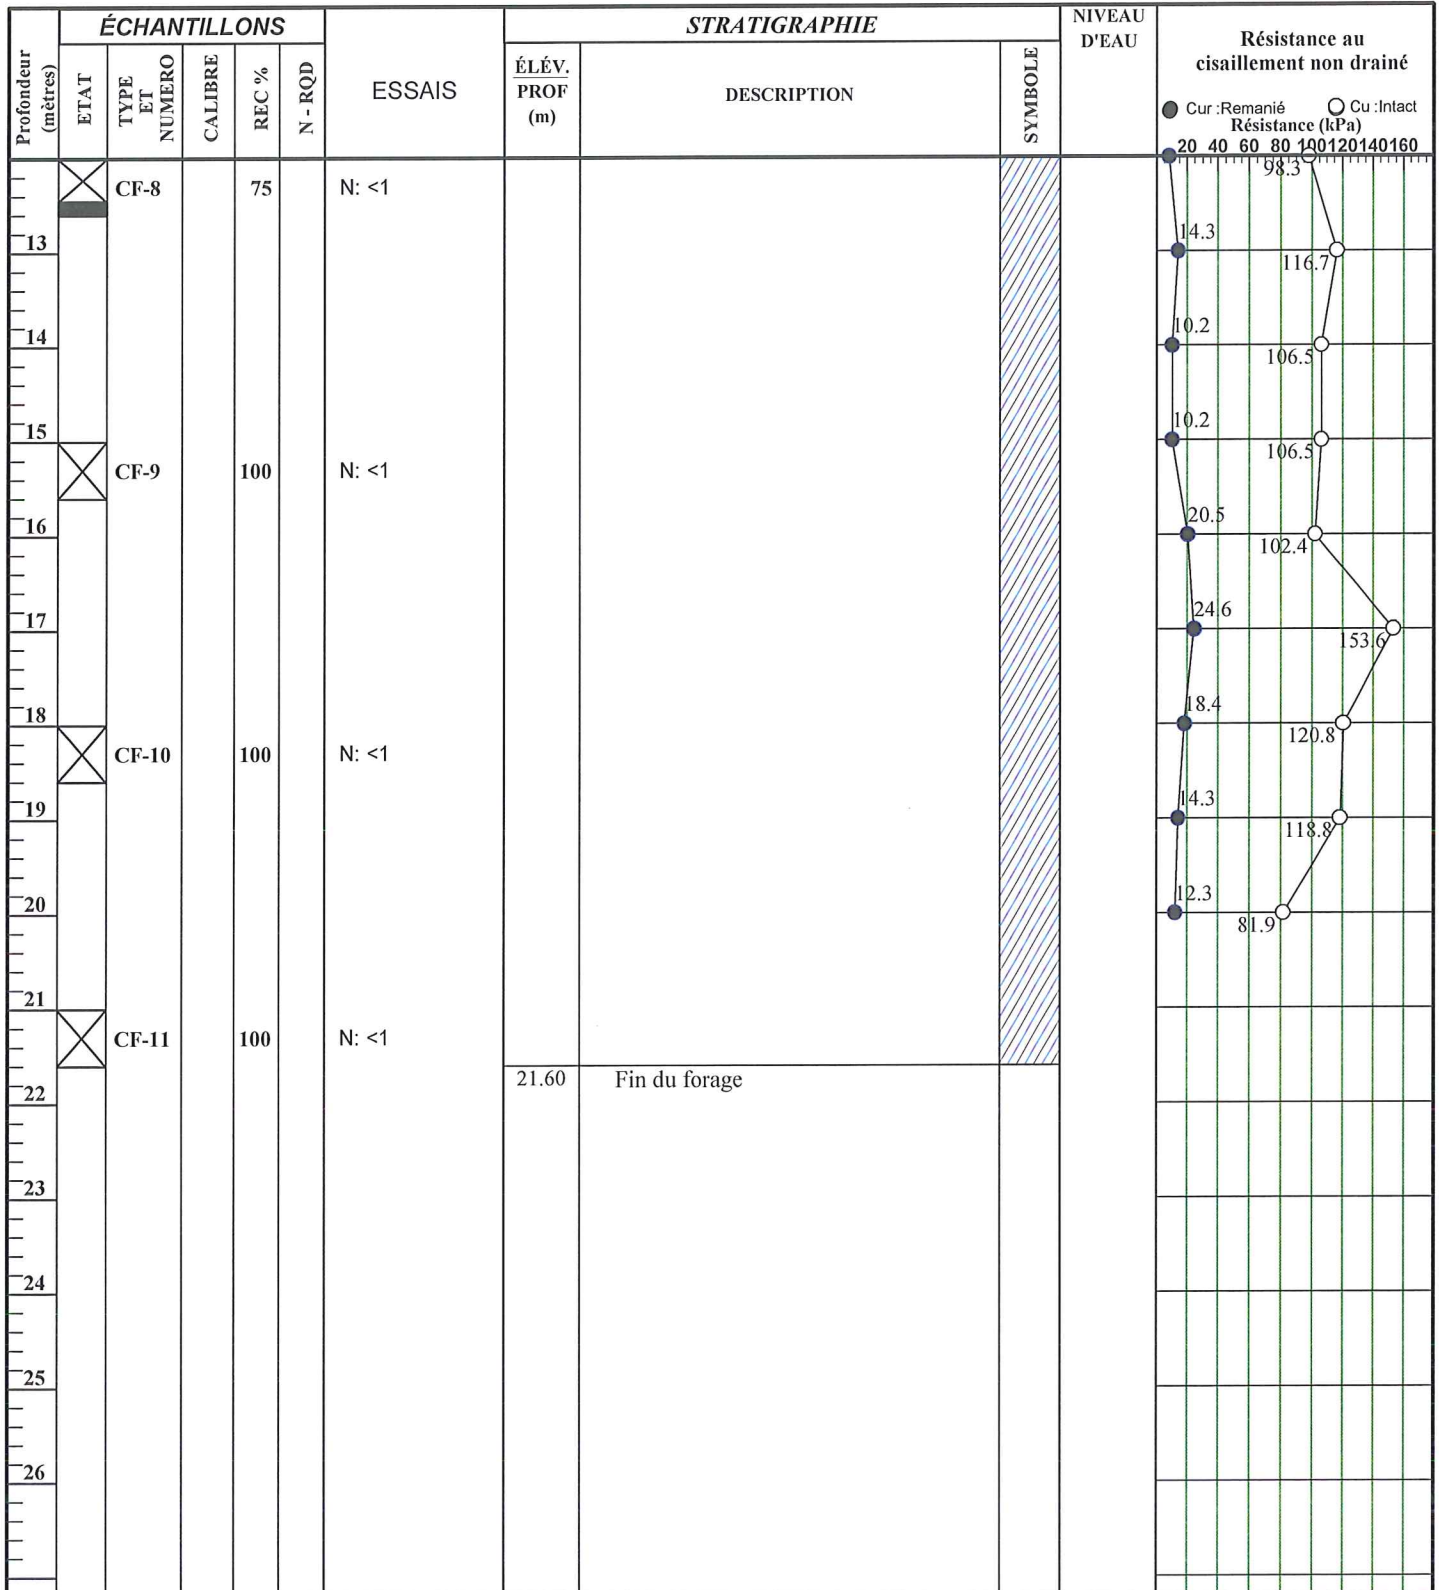 ÉCHANTILLONS
STRATIGRAPHIE
NIVEAU
D'EAU
Résistance au
cisaillement non drainé
Profondeur
(mètres)
ETAT
TYPE
ET
NUMERO
CALIBRE
REC %
N - RQD
ESSAIS
ÉLÉV.
PROF
(m)
DESCRIPTION
SYMBOLE
Cur :Remanié Cu :Intact
Résistance (kPa)
20 40 60 80 100 120 140 160
98.3
CF-8 75 N: <1
14.3
13
116.7
10.2
14
106.5
10.2
15
106.5
CF-9 100 N: <1
20.5
16
102.4
24.6
17
153.6
18.4
18
120.8
CF-10 100 N: <1
14.3
19
118.8
12.3
20
81.9
21
CF-11 100 N: <1
21.60 Fin du forage
22
23
24
25
26